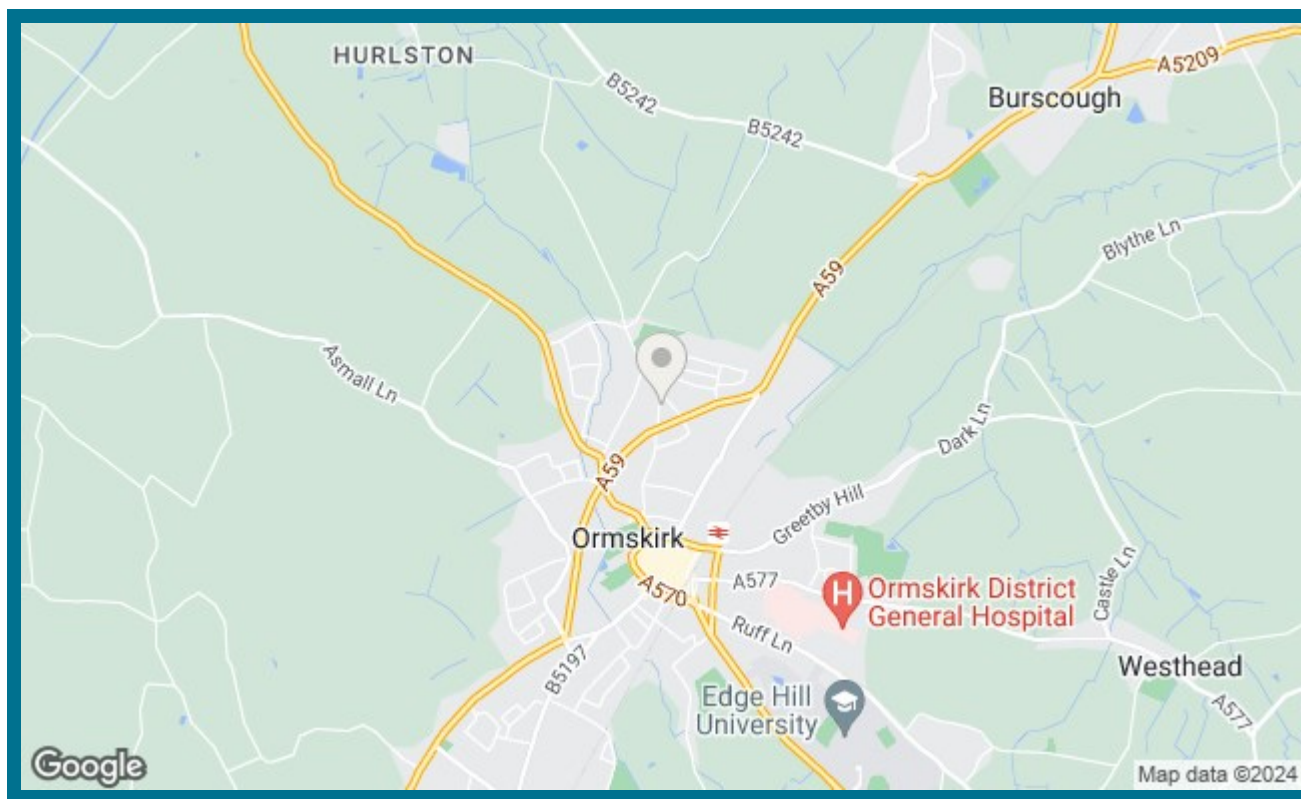 HURLSTON
A5209
Burscough
B5242
B5242
Blythe Ln
A59
Asmall Ln
Dark Ln
A59
Greetby Hill
Ormskirk
A577
Ormskirk District
General Hospital
Castle Ln
A570
Ruff Ln
B5197
Westhead
Edge Hill
University
A577
Google
Map data ©2024